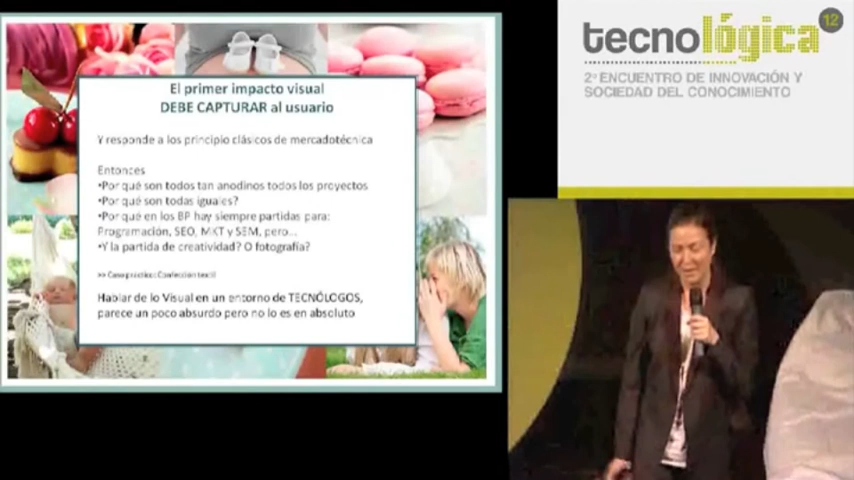 El primer impacto visual
DEBE CAPTURAR al usuario
Y responde a los principio clásicos de mercadotécnica
Entonces
•Por qué son todos tan anodinos todos los proyectos
•Por qué son todas iguales?
•Por qué en los BP hay siempre partidas para:
Programación, SEO, MKT y SEM, pero...
•Y la partida de creatividad? O fotografía?
>> Caso práctico: Confección textil
Hablar de lo Visual en un entorno de TECNÓLOGOS,
parece un poco absurdo pero no lo es en absoluto
tecnológica 12
2º ENCUENTRO DE INNOVACIÓN Y
SOCIEDAD DEL CONOCIMIENTO